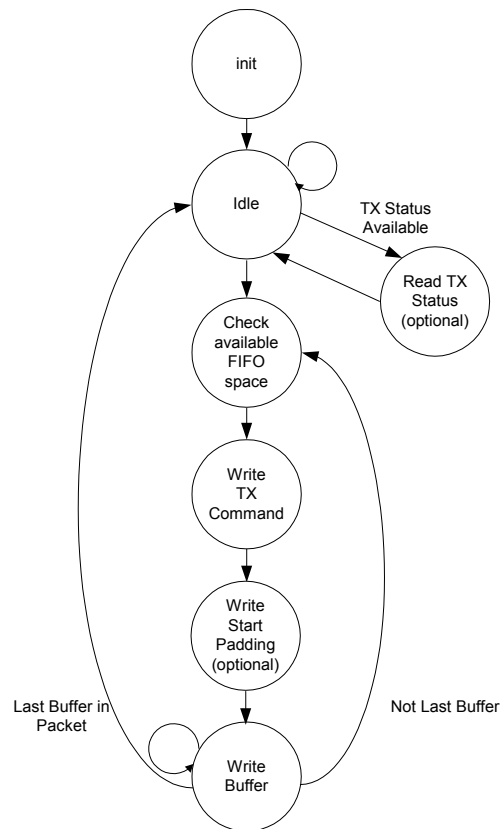 init
Idle
TX Status
Available
Read TX
Status
(optional)
Check
available
FIFO
space
Write
TX
Command
Write
Start
Padding
(optional)
Last Buffer in
Packet
Not Last Buffer
Write
Buffer